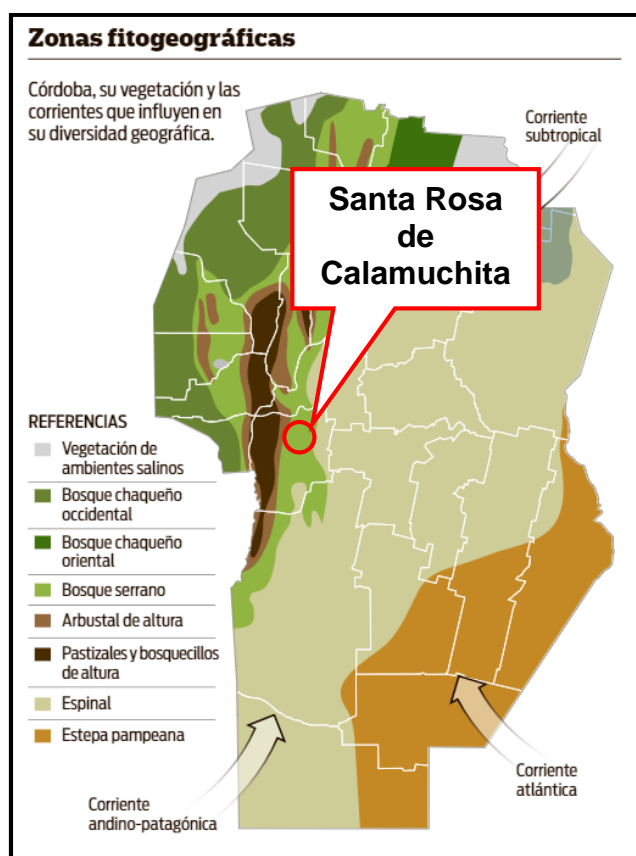 Zonas fitogeográficas
Córdoba, su vegetación y las
corrientes que influyen en
su diversidad geográfica.
Corriente
subtropical
Santa Rosa
de
Calamuchita
REFERENCIAS
Vegetación de
ambientes salinos
Bosque chaqueño
occidental
Bosque chaqueño
oriental
Bosque serrano
Arbustal de altura
Pastizales y bosquecillos
de altura
Espinal
Estepa pampeana
Corriente
andino-patagónica
Corriente
atlántica